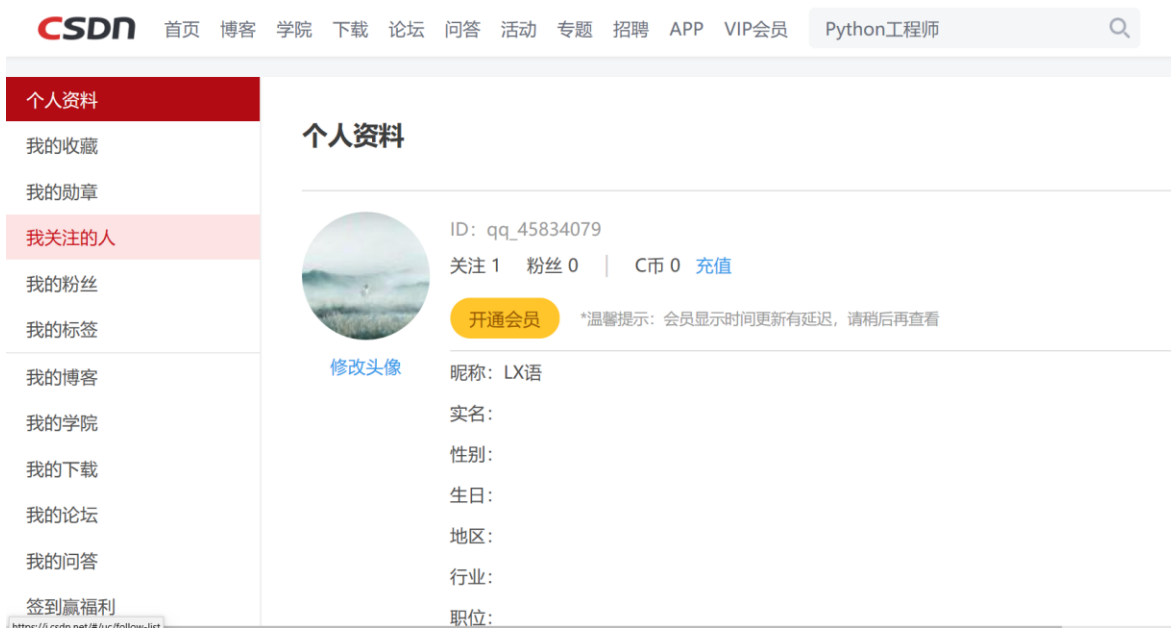 CSDN 首页 博客 学院 下载 论坛 问答 活动 专题 招聘 APP VIP会员 Python工程师
个人资料
我的收藏
我的勋章
我关注的人
我的粉丝
我的标签
我的博客
我的学院
我的下载
我的论坛
我的问答
签到赢福利
https://i.csdn.net/#/uc/follow-list
个人资料
ID：qq_45834079
关注 1 粉丝 0 | C币 0 充值
开通会员 *温馨提示：会员显示时间更新有延迟，请稍后再查看
修改头像
昵称：LX语
实名：
性别：
生日：
地区：
行业：
职位：